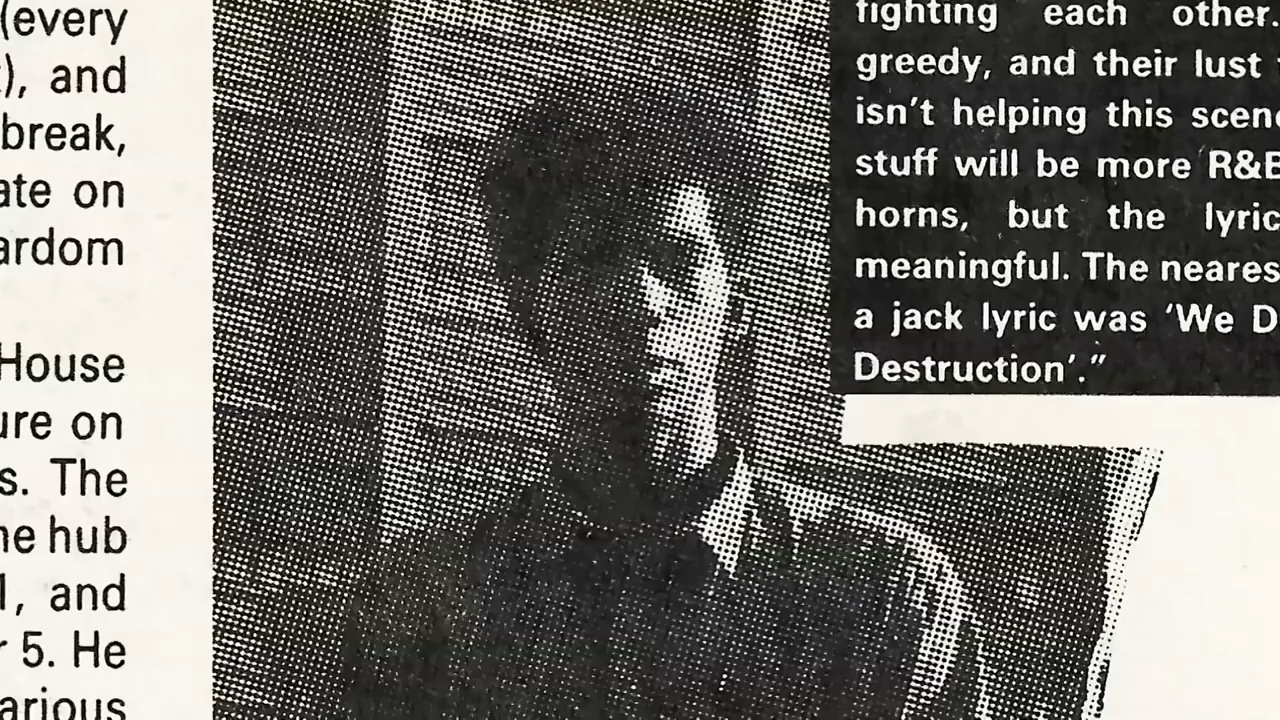 (every
), and
break,
ate on
ardom
House
ure on
s. The
he hub
1, and
5. He
arious
fighting each other.
greedy, and their lust
isn't helping this scene
stuff will be more R&B
horns, but the lyric
meaningful. The neares
a jack lyric was 'We D
Destruction'."